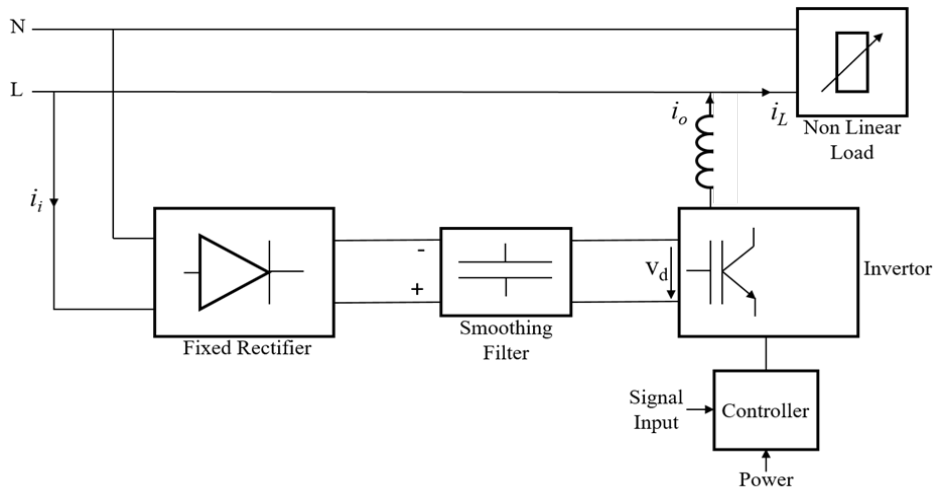 N
L
i_o
i_L
Non Linear
Load
i_i
-
+
v_d
Invertor
Fixed Rectifier
Smoothing
Filter
Signal
Input
Controller
Power